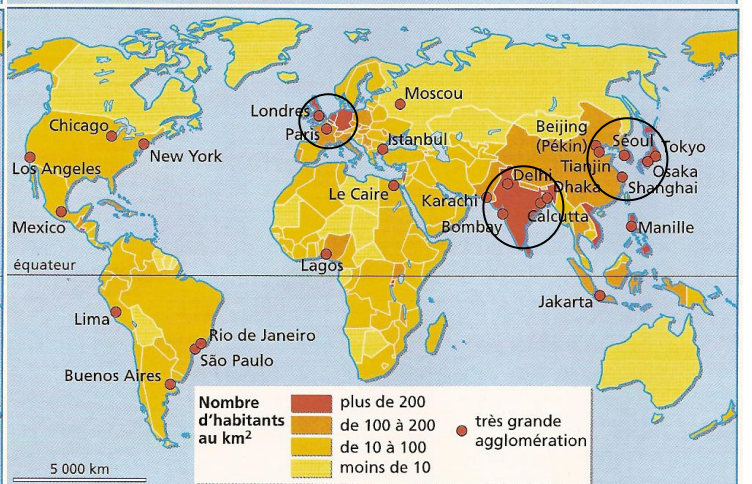 Moscou
Londres
Paris
Istanbul
Chicago
New York
Los Angeles
Mexico
Beijing
(Pékin)
Séoul
Tokyo
Tianjin
Osaka
Shanghai
Delhi
Dhaka
Karachi
Calcutta
Bombay
Le Caire
Manille
Lagos
équateur
Jakarta
Lima
Rio de Janeiro
São Paulo
Buenos Aires
Nombre
d'habitants
au km²
plus de 200
de 100 à 200
de 10 à 100
moins de 10
très grande
agglomération
5 000 km